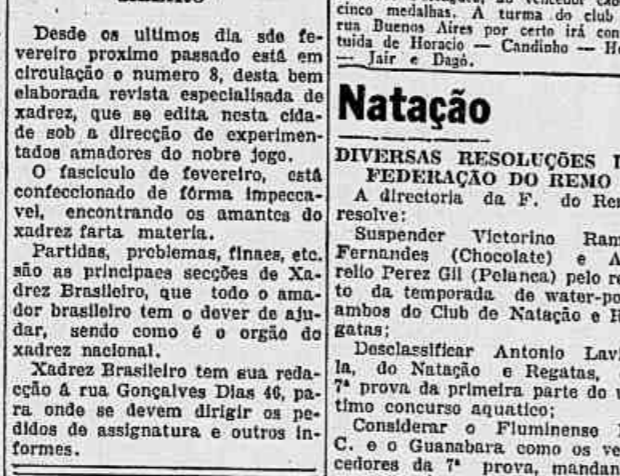 Desde os ultimos dia sde fe-
vereiro proximo passado está em
circulação o numero 8, desta bem
elaborada revista especialisada de
xadrez, que se edita nesta cida-
de sob a direcção de experimen-
tados amadores do nobre jogo.
O fasciculo de fevereiro, está
confeccionado de fórma impecca-
vel, encontrando os amantes do
xadrez farta materia.
Partidas, problemas, finaes, etc.
são as principaes secções de Xa-
drez Brasileiro, que todo o ama-
dor brasileiro tem o dever de aju-
dar, sendo como é o orgão do
xadrez nacional.
Xadrez Brasileiro tem sua reda-
cção á rua Gonçalves Dias 46, pa-
ra onde se devem dirigir os pe-
didos de assignatura e outros in-
formes.
cinco medalhas. A turma do club
rua Buenos Aires por certo irá con
tuida de Horacio — Candinho — H
— Jair e Dagó.
Natação
DIVERSAS RESOLUÇÕES
FEDERAÇÃO DO REMO
A directoria da F. do Re
resolve:
Suspender Victorino Ram
Fernandes (Chocolate) e A
relio Perez Gil (Pelanca) pelo re
to da temporada de water-po
ambos do Club de Natação e R
gatas;
Desclassificar Antonio Lavi
la, do Natação e Regatas,
7ª prova da primeira parte do
timo concurso aquatico;
Considerar o Fluminense
C. e o Guanabara como os ve
cedores da 7ª prova, mandan